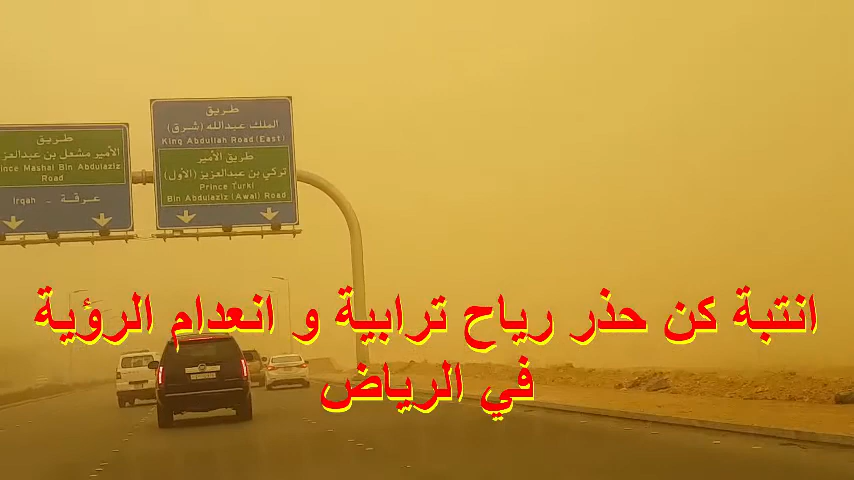 طريق
الأمير مشعل بن عبدالعزيز
Prince Mashal Bin Abdulaziz
Road
عرقة - Irqah
طريق
الملك عبدالله (شرق)
King Abdullah Road (East)
طريق الأمير
تركي بن عبدالعزيز (الأول)
Prince Turki
Bin Abdulaziz (Awal) Road
انتبة كن حذر رياح ترابية و انعدام الرؤية
في الرياض